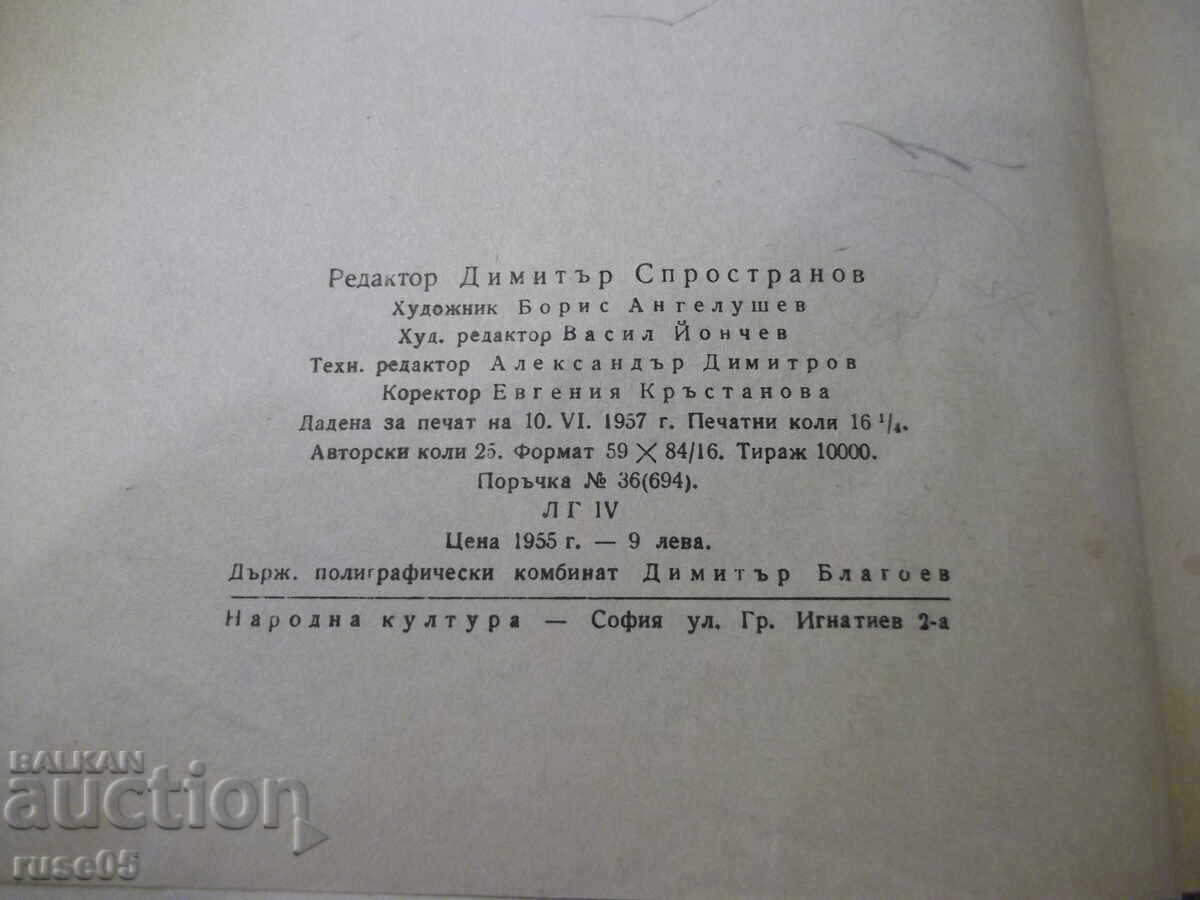 Редактор Димитър Спространов
Художник Борис Ангелушев
Худ. редактор Васил Йончев
Техн. редактор Александър Димитров
Коректор Евгения Кръстанова
Дадена за печат на 10. VI. 1957 г. Печатни коли 16 1/4.
Авторски коли 25. Формат 59 X 84/16. Тираж 10000.
Поръчка № 36(694).
ЛГ IV
Цена 1955 г. — 9 лева.
Държ. полиграфически комбинат Димитър Благоев
Народна култура — София ул. Гр. Игнатиев 2-а
BALKAN
auction
ruse05